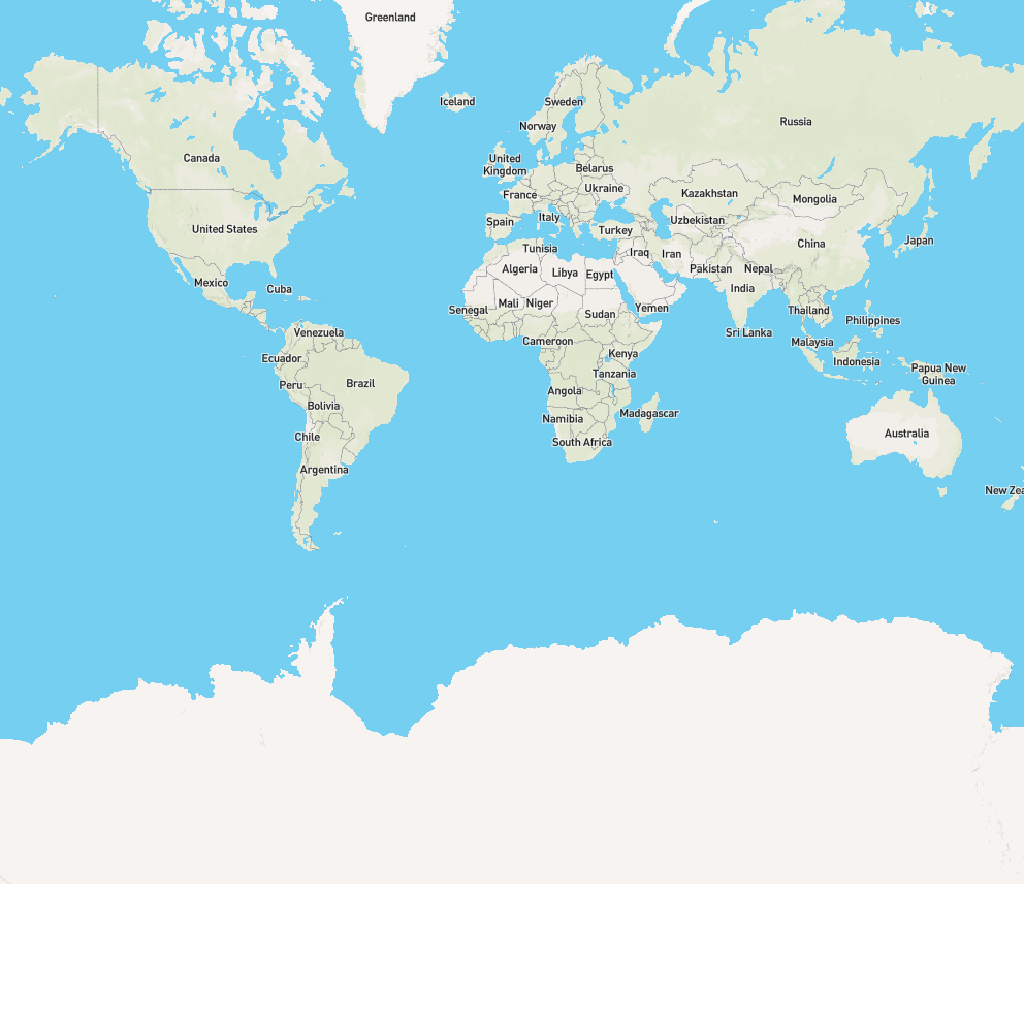 Greenland
Iceland
Sweden
Norway
Russia
Canada
United
Kingdom
Belarus
Ukraine
France
Kazakhstan
Mongolia
United States
Spain
Italy
Uzbekistan
Turkey
Japan
China
Tunisia
Iraq
Iran
Algeria
Libya
Egypt
Pakistan
Nepal
Mexico
Cuba
India
Mali
Niger
Senegal
Sudan
Yemen
Thailand
Philippines
Venezuela
Sri Lanka
Cameroon
Malaysia
Ecuador
Kenya
Indonesia
Peru
Brazil
Tanzania
Papua New
Guinea
Bolivia
Angola
Namibia
Madagascar
Chile
South Africa
Australia
Argentina
New Zea